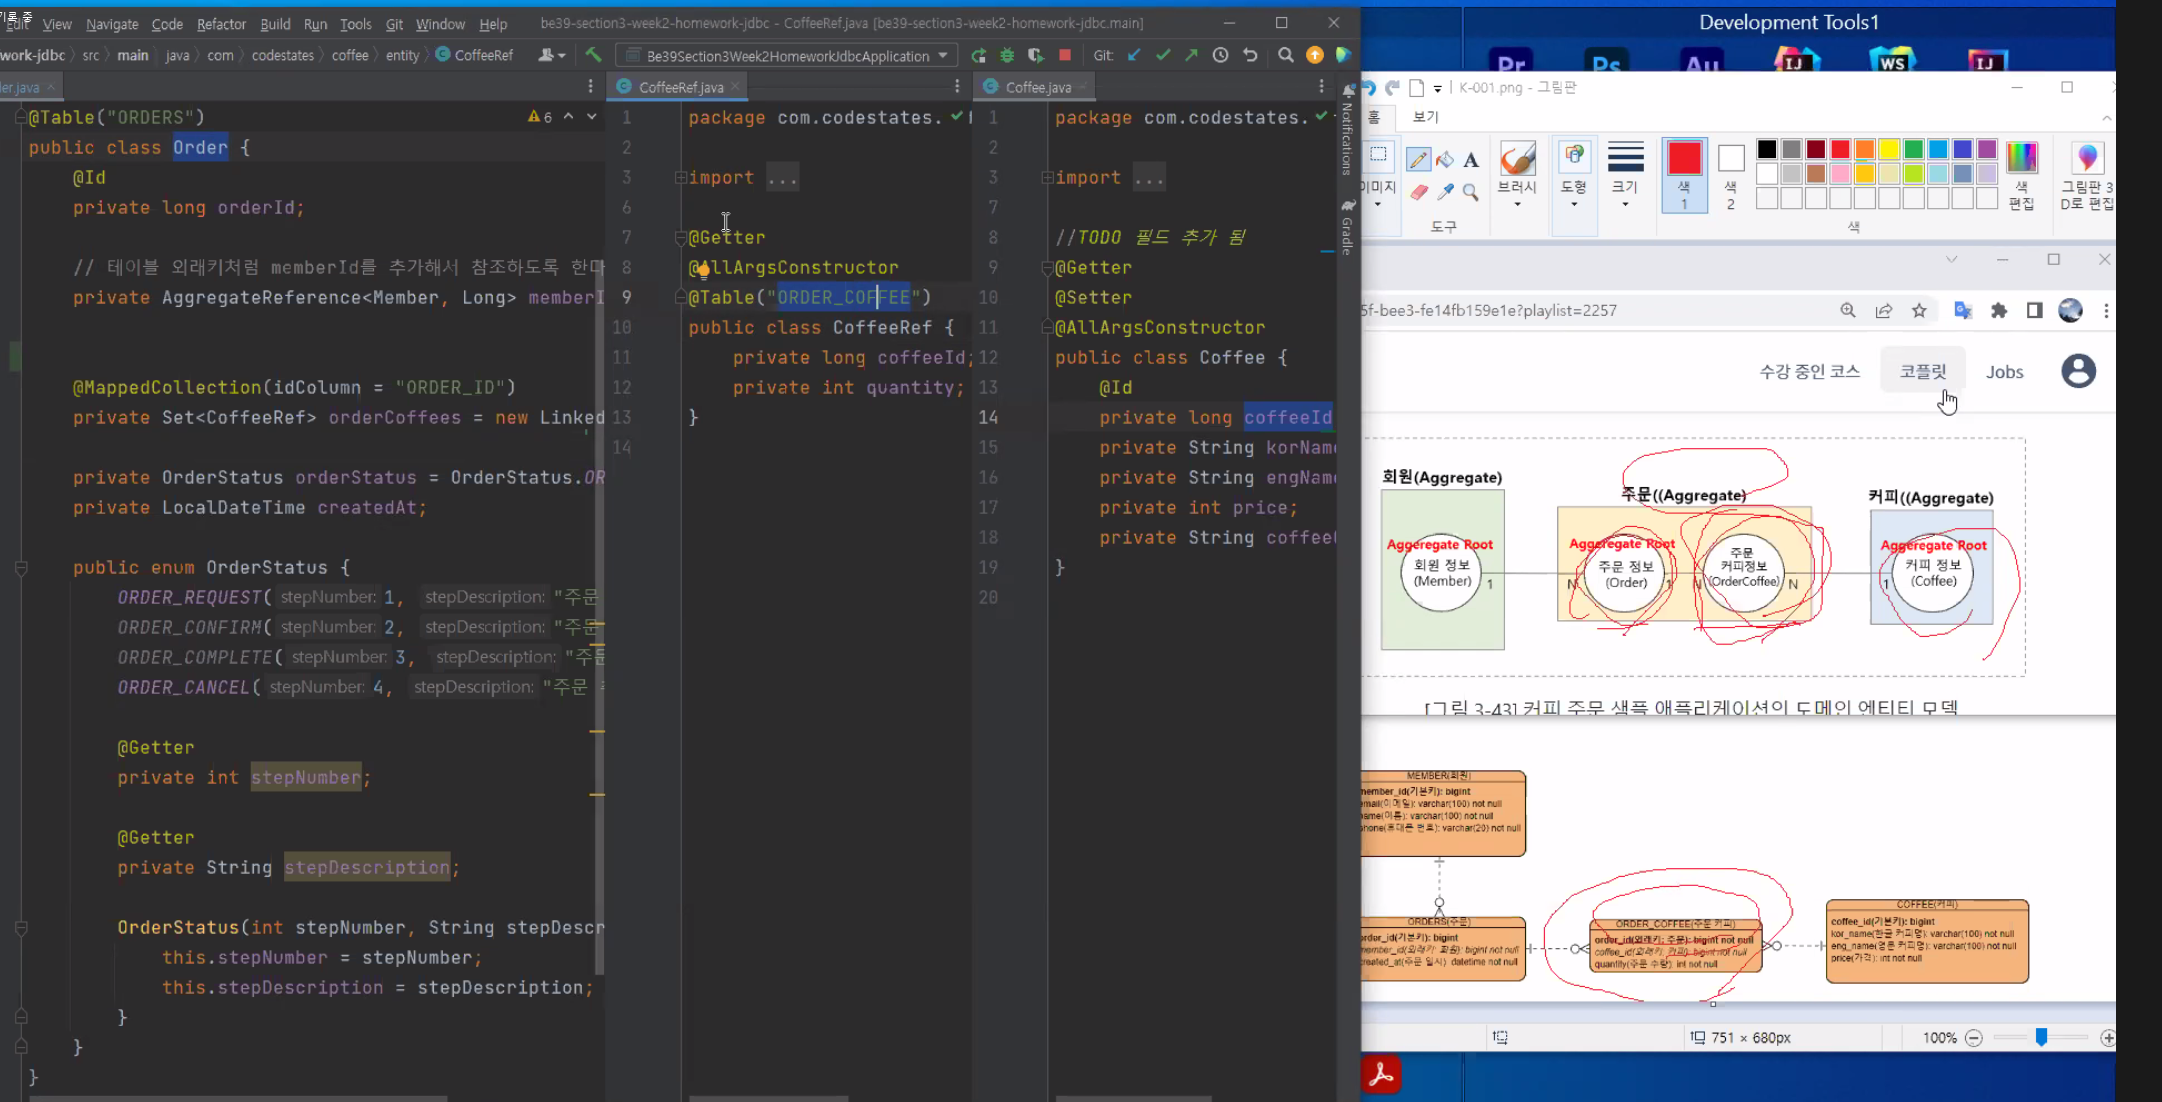 Edit View Navigate Code Refactor Build Run Tools Git Window Help
be39-section3-week2-homework-jdbc - CoffeeRef.java [be39-section3-week2-homework-jdbc.main]
work-jdbc src main java com codestates coffee entity CoffeeRef
Be39Section3Week2HomeworkJdbcApplication
Git:
er.java
@Table("ORDERS")
6
public class Order {
@Id
private long orderId;
// 테이블 외래키처럼 memberId를 추가해서 참조하도록 한다
private AggregateReference<Member, Long> memberI
@MappedCollection(idColumn = "ORDER_ID")
private Set<CoffeeRef> orderCoffees = new Linked
private OrderStatus orderStatus = OrderStatus.OR
private LocalDateTime createdAt;
public enum OrderStatus {
ORDER_REQUEST( stepNumber: 1, stepDescription: "주문
ORDER_CONFIRM( stepNumber: 2, stepDescription: "주문
ORDER_COMPLETE( stepNumber: 3, stepDescription: "주문
ORDER_CANCEL( stepNumber: 4, stepDescription: "주문
@Getter
private int stepNumber;
@Getter
private String stepDescription;
OrderStatus(int stepNumber, String stepDescr
this.stepNumber = stepNumber;
this.stepDescription = stepDescription;
}
}
}
CoffeeRef.java
1 package com.codestates.
2
3 import ...
6
7 @Getter
8 @AllArgsConstructor
9 @Table("ORDER_COFFEE")
10 public class CoffeeRef {
11 private long coffeeId;
12 private int quantity;
13 }
14
Coffee.java
1 package com.codestates.
2
3 import ...
7
8 //TODO 필드 추가 됨
9 @Getter
10 @Setter
11 @AllArgsConstructor
12 public class Coffee {
13 @Id
14 private long coffeeId
15 private String korName
16 private String engName
17 private int price;
18 private String coffee
19 }
20
Notifications
Gradle
Development Tools1
Pr Ps Au IJ WS IJ
K-001.png - 그림판
홈 보기
이미지
도구
브러시
도형
크기
색 1
색 2
색 편집
그림판 3D로 편집
색
5f-bee3-fe14fb159e1e?playlist=2257
수강 중인 코스 코플릿 Jobs
회원(Aggregate)
주문((Aggregate)
커피((Aggregate)
Aggeregate Root
회원 정보
(Member)
1
Aggeregate Root
주문 정보
(Order)
N 1
주문
커피정보
(OrderCoffee)
N N
Aggeregate Root
커피 정보
(Coffee)
1
[그림 3-43] 커피 주문 샘플 애플리케이션의 도메인 엔티티 모델
MEMBER(회원)
member_id(기본키): bigint
email(이메일): varchar(100) not null
name(이름): varchar(100) not null
phone(휴대폰 번호): varchar(20) not null
ORDERS(주문)
order_id(기본키): bigint
member_id(외래키: 회원): bigint not null
created_at(주문 일시) datetime not null
ORDER_COFFEE(주문 커피)
order_id(외래키: 주문): bigint not null
coffee_id(외래키: 커피): bigint not null
quantity(주문 수량): int not null
COFFEE(커피)
coffee_id(기본키): bigint
kor_name(한글 커피명): varchar(100) not null
eng_name(영문 커피명): varchar(100) not null
price(가격): int not null
751 × 680px
100%